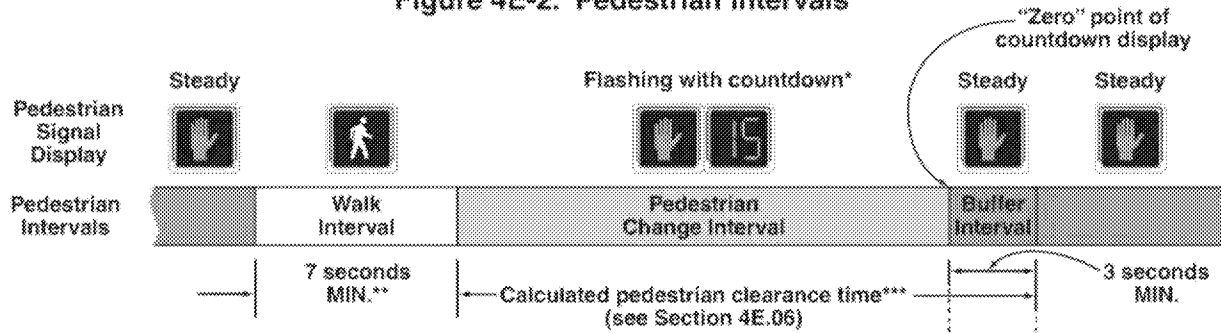 Figure 4E-2. Pedestrian Intervals
"Zero" point of
countdown display
Steady
Flashing with countdown*
Steady
Steady
Pedestrian
Signal
Display
15
Pedestrian
Intervals
Walk
Interval
Pedestrian
Change Interval
Buffer
Interval
7 seconds
MIN.**
Calculated pedestrian clearance time***
(see Section 4E.06)
3 seconds
MIN.